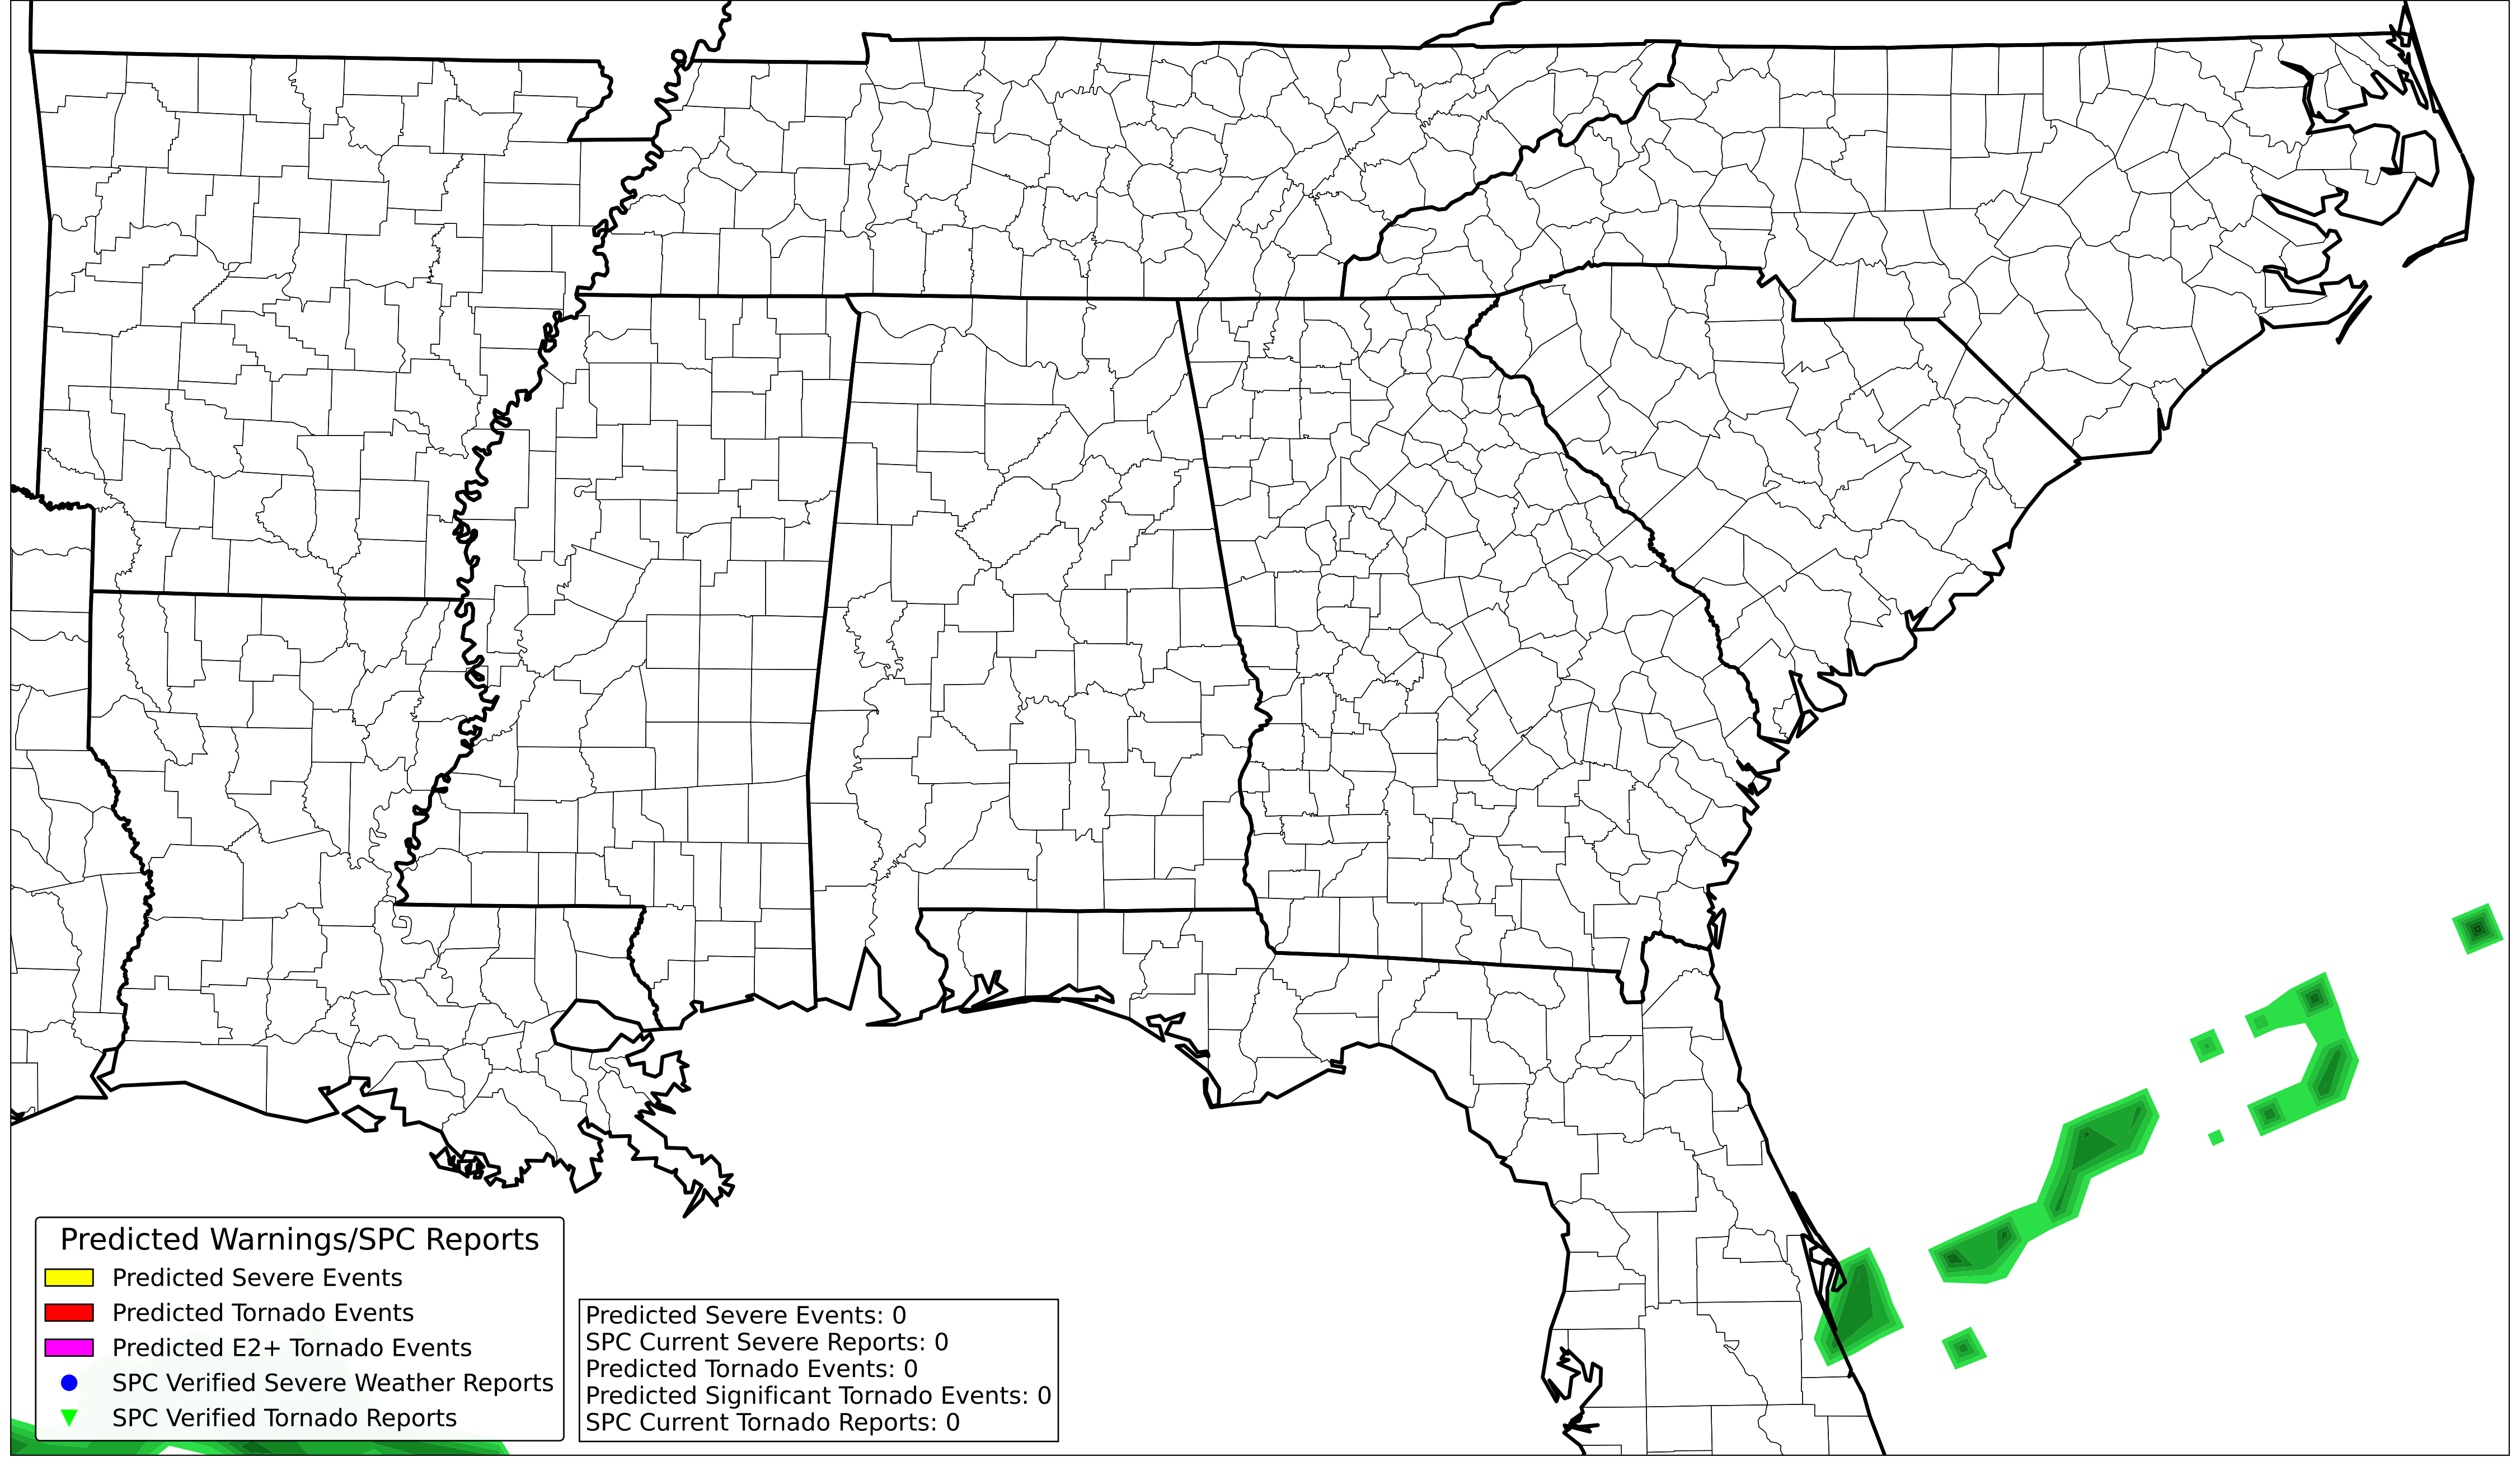 Predicted Warnings/SPC Reports
Predicted Severe Events
Predicted Tornado Events
Predicted E2+ Tornado Events
SPC Verified Severe Weather Reports
SPC Verified Tornado Reports
Predicted Severe Events: 0
SPC Current Severe Reports: 0
Predicted Tornado Events: 0
Predicted Significant Tornado Events: 0
SPC Current Tornado Reports: 0